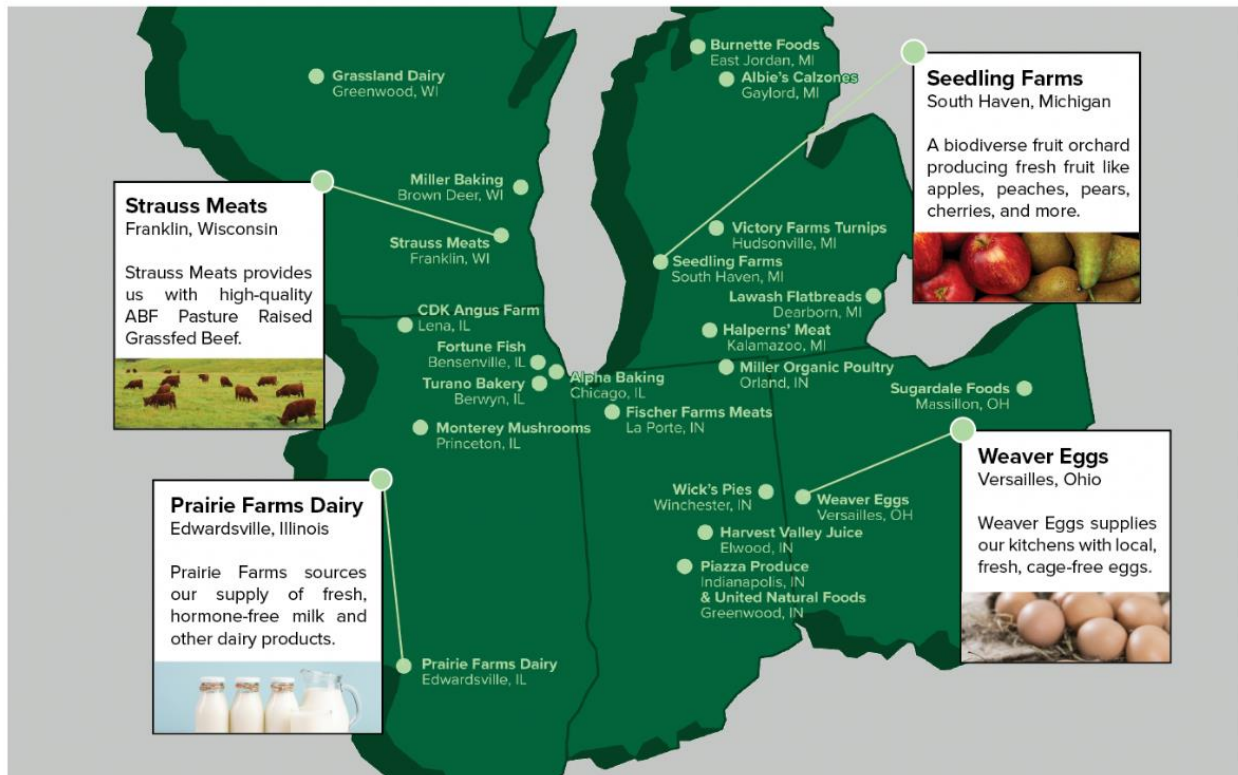 Burnette Foods
East Jordan, MI
Grassland Dairy
Greenwood, WI
Albie's Calzones
Gaylord, MI
Seedling Farms
South Haven, Michigan
A biodiverse fruit orchard
producing fresh fruit like
apples, peaches, pears,
cherries, and more.
Miller Baking
Brown Deer, WI
Strauss Meats
Franklin, Wisconsin
Strauss Meats provides
us with high-quality
ABF Pasture Raised
Grassfed Beef.
Strauss Meats
Franklin, WI
Victory Farms Turnips
Hudsonville, MI
Seedling Farms
South Haven, MI
Lawash Flatbreads
Dearborn, MI
CDK Angus Farm
Lena, IL
Halperns' Meat
Kalamazoo, MI
Fortune Fish
Bensenville, IL
Alpha Baking
Chicago, IL
Miller Organic Poultry
Orland, IN
Turano Bakery
Berwyn, IL
Sugardale Foods
Massillon, OH
Fischer Farms Meats
La Porte, IN
Monterey Mushrooms
Princeton, IL
Weaver Eggs
Versailles, Ohio
Weaver Eggs supplies
our kitchens with local,
fresh, cage-free eggs.
Prairie Farms Dairy
Edwardsville, Illinois
Prairie Farms sources
our supply of fresh,
hormone-free milk and
other dairy products.
Wick's Pies
Winchester, IN
Weaver Eggs
Versailles, OH
Harvest Valley Juice
Elwood, IN
Piazza Produce
Indianapolis, IN
& United Natural Foods
Greenwood, IN
Prairie Farms Dairy
Edwardsville, IL